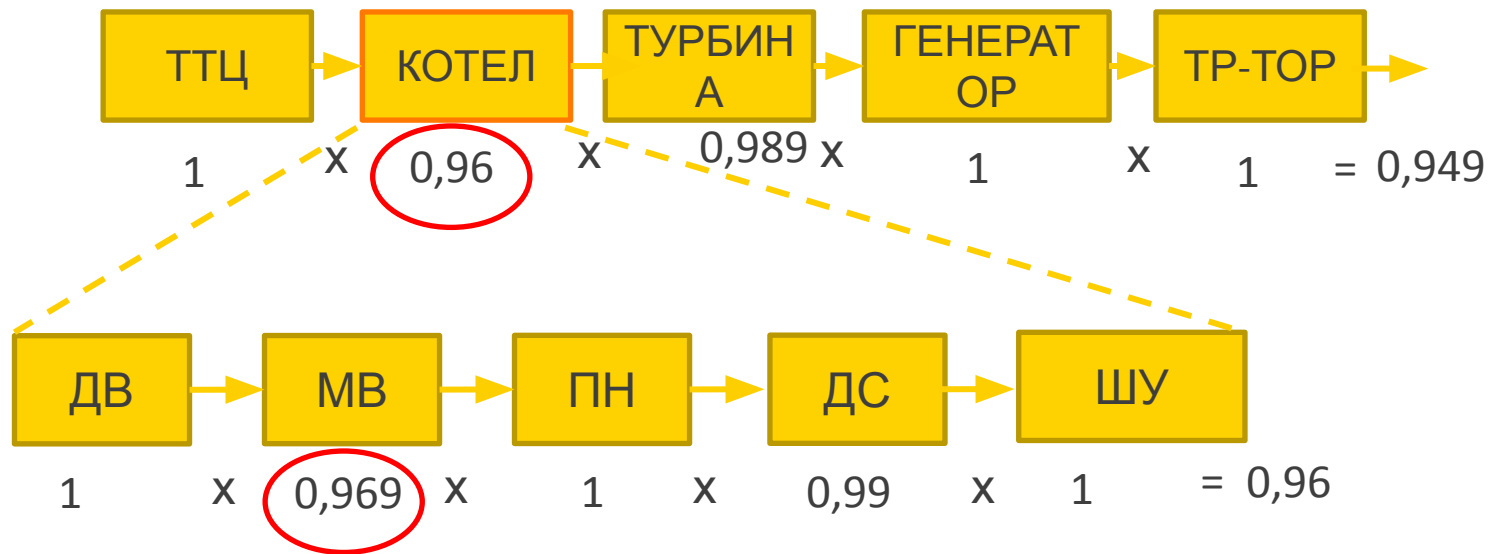 ТТЦ КОТЕЛ ТУРБИН
А ГЕНЕРАТ
ОР ТР-ТОР
1 х 0,96 х 0,989 х 1 х 1 = 0,949
ДВ МВ ПН ДС ШУ
1 х 0,969 х 1 х 0,99 х 1 = 0,96